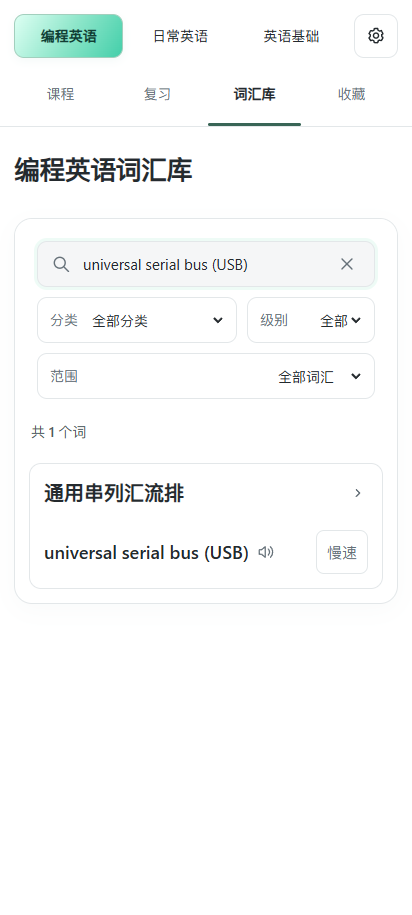 编程英语 日常英语 英语基础
课程 复习 词汇库 收藏
编程英语词汇库
universal serial bus (USB)
分类 全部分类 级别 全部
范围 全部词汇
共 1 个词
通用串列汇流排
universal serial bus (USB) 慢速